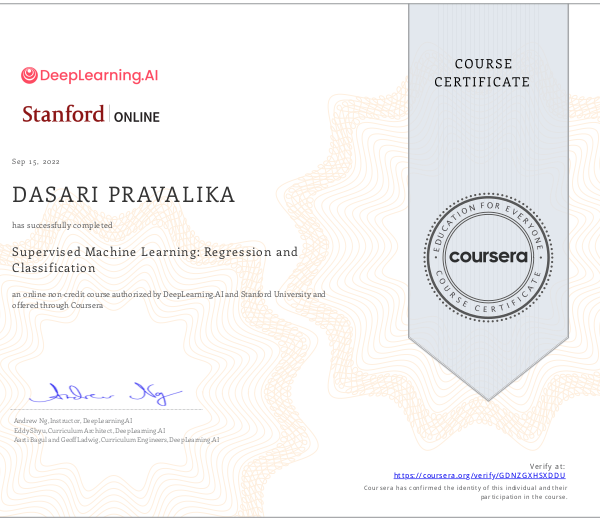 DeepLearning.AI
Stanford | ONLINE
COURSE
CERTIFICATE
Sep 15, 2022
DASARI PRAVALIKA
has successfully completed
Supervised Machine Learning: Regression and
Classification
an online non-credit course authorized by DeepLearning.AI and Stanford University and
offered through Coursera
EDUCATION FOR EVERYONE
coursera
COURSE CERTIFICATE
Andrew Ng
Andrew Ng, Instructor, DeepLearning.AI
Eddy Shyu, Curriculum Architect, DeepLearning.AI
Aarti Bagul and Geoff Ladwig, Curriculum Engineers, DeepLearning.AI
Verify at:
https://coursera.org/verify/GDNZGXHSXDDU
Coursera has confirmed the identity of this individual and their
participation in the course.